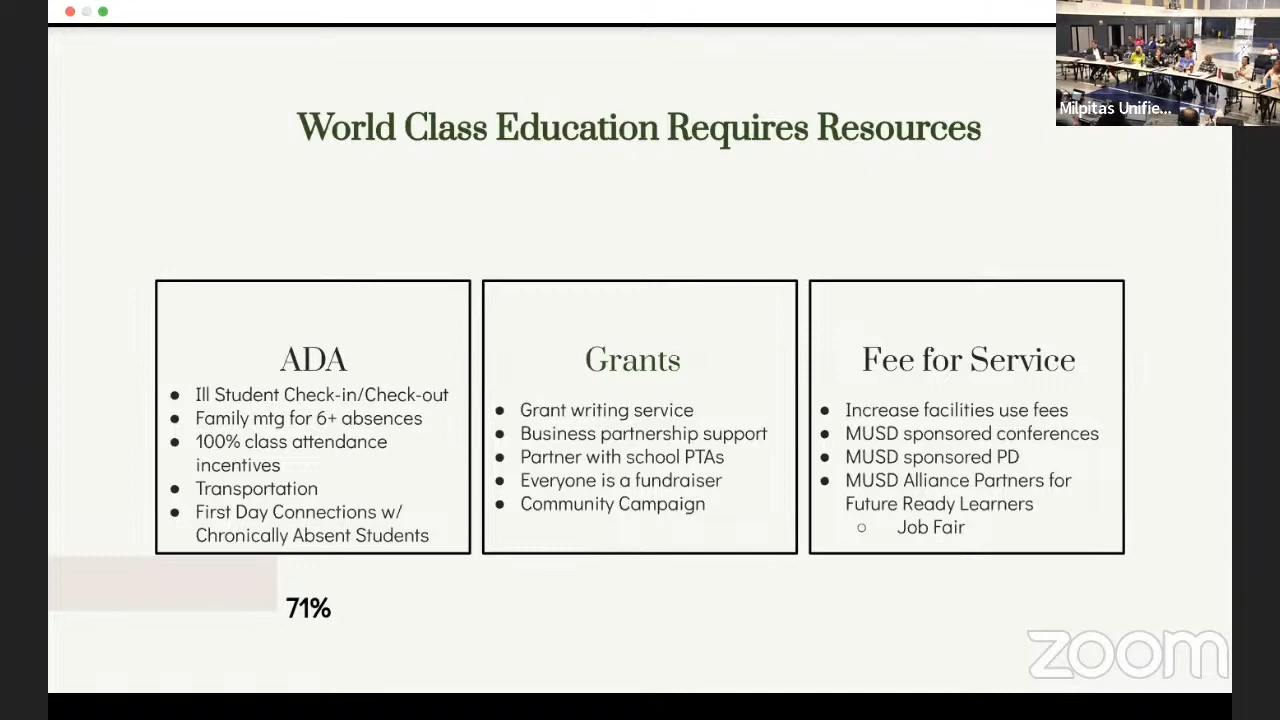 Milpitas Unifie...
World Class Education Requires Resources
ADA
● Ill Student Check-in/Check-out
● Family mtg for 6+ absences
● 100% class attendance
incentives
● Transportation
● First Day Connections w/
Chronically Absent Students
Grants
● Grant writing service
● Business partnership support
● Partner with school PTAs
● Everyone is a fundraiser
● Community Campaign
Fee for Service
● Increase facilities use fees
● MUSD sponsored conferences
● MUSD sponsored PD
● MUSD Alliance Partners for
Future Ready Learners
○ Job Fair
71%
zoom